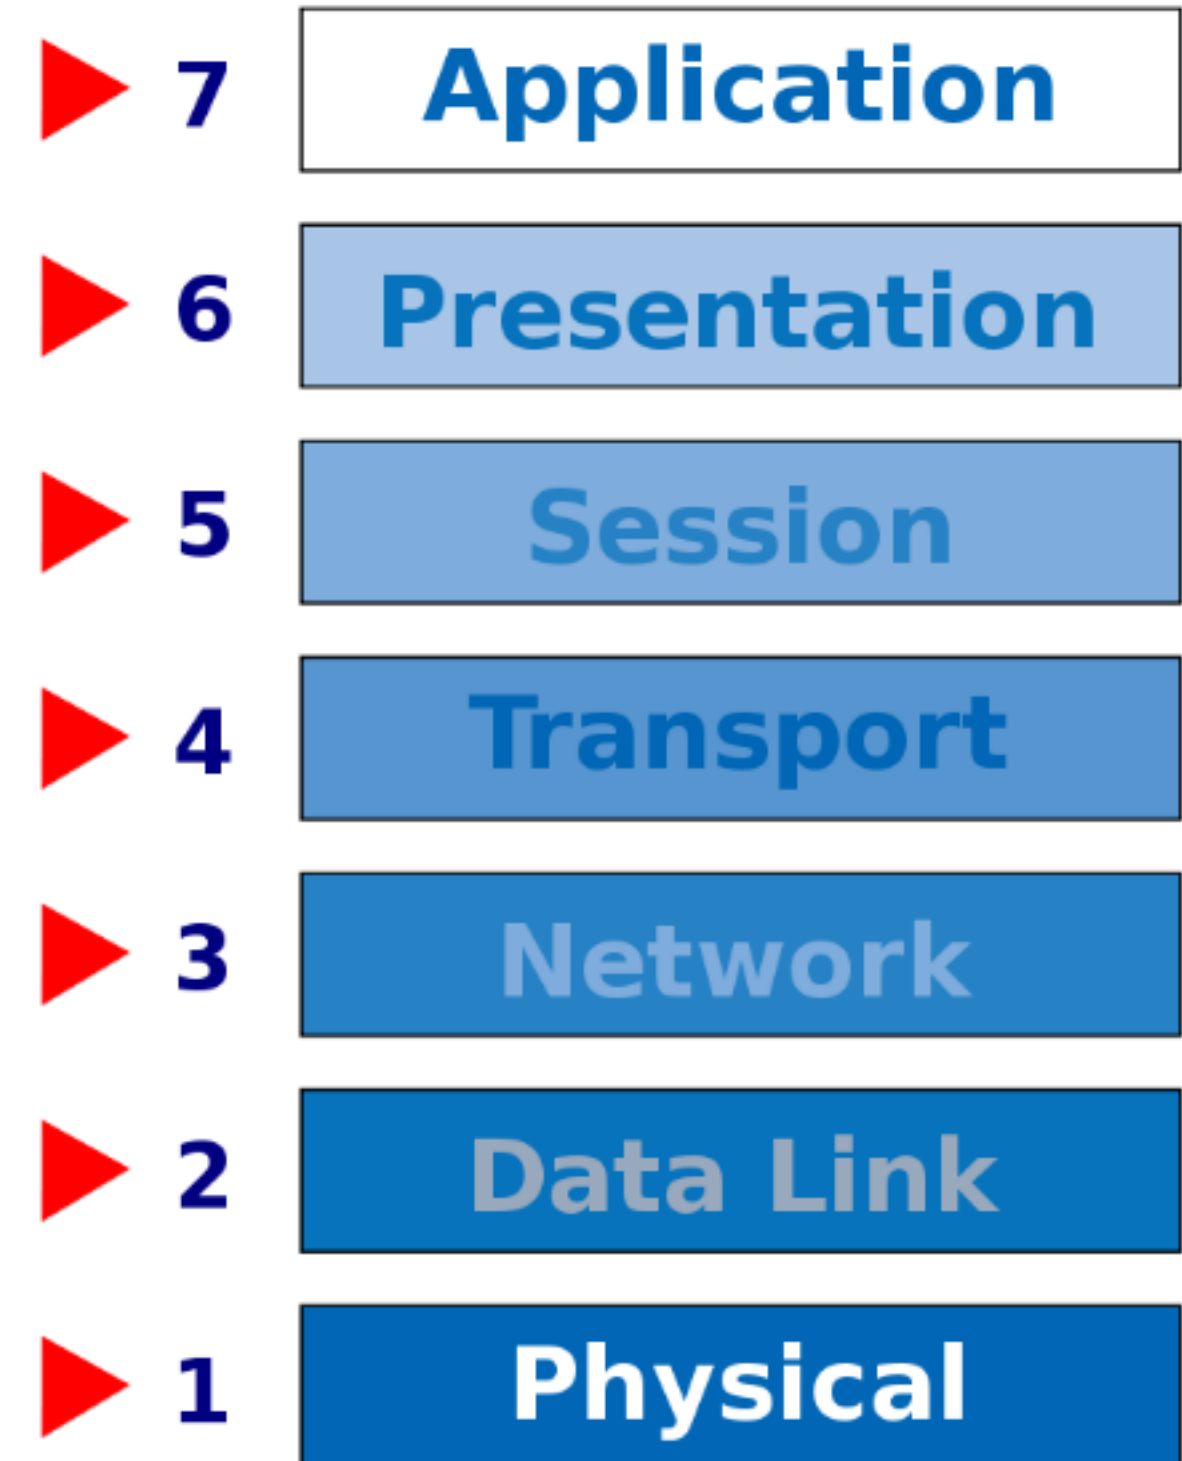 7 Application
6 Presentation
5 Session
4 Transport
3 Network
2 Data Link
1 Physical